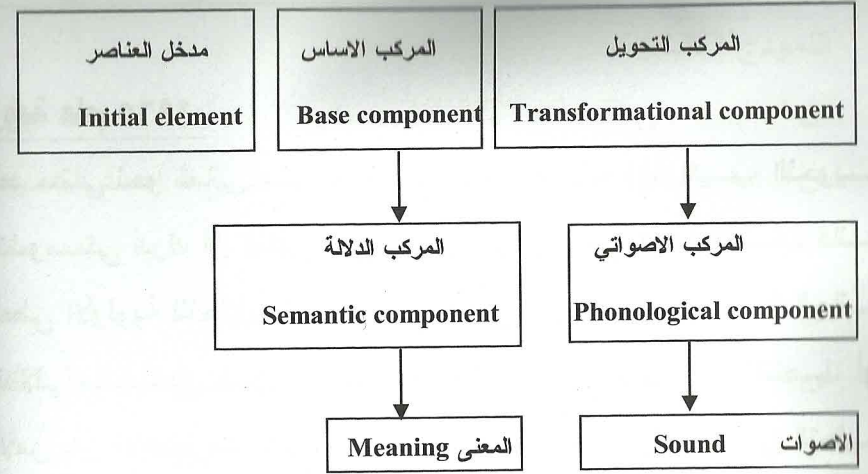 مدخل العناصر
Initial element
المركب الاساس
Base component
المركب التحويل
Transformational component
المركب الدلالة
Semantic component
المركب الاصواتي
Phonological component
Meaning المعنى
Sound الاصوات